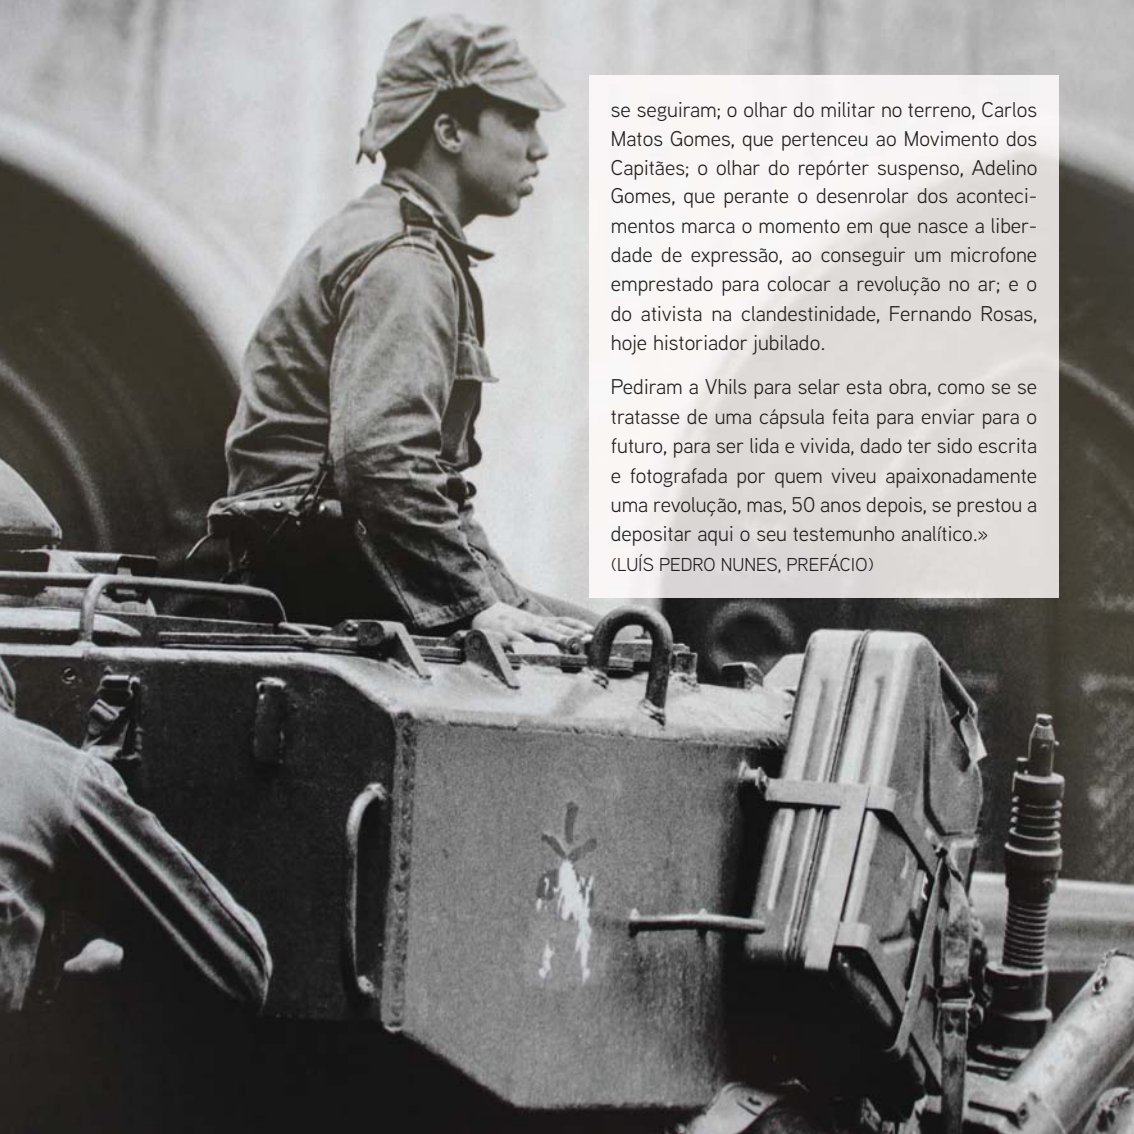 se seguiram; o olhar do militar no terreno, Carlos
Matos Gomes, que pertenceu ao Movimento dos
Capitães; o olhar do repórter suspenso, Adelino
Gomes, que perante o desenrolar dos aconteci-
mentos marca o momento em que nasce a liber-
dade de expressão, ao conseguir um microfone
emprestado para colocar a revolução no ar; e o
do ativista na clandestinidade, Fernando Rosas,
hoje historiador jubilado.
Pediram a Vhils para selar esta obra, como se se
tratasse de uma cápsula feita para enviar para o
futuro, para ser lida e vivida, dado ter sido escrita
e fotografada por quem viveu apaixonadamente
uma revolução, mas, 50 anos depois, se prestou a
depositar aqui o seu testemunho analítico.»
(LUÍS PEDRO NUNES, PREFÁCIO)